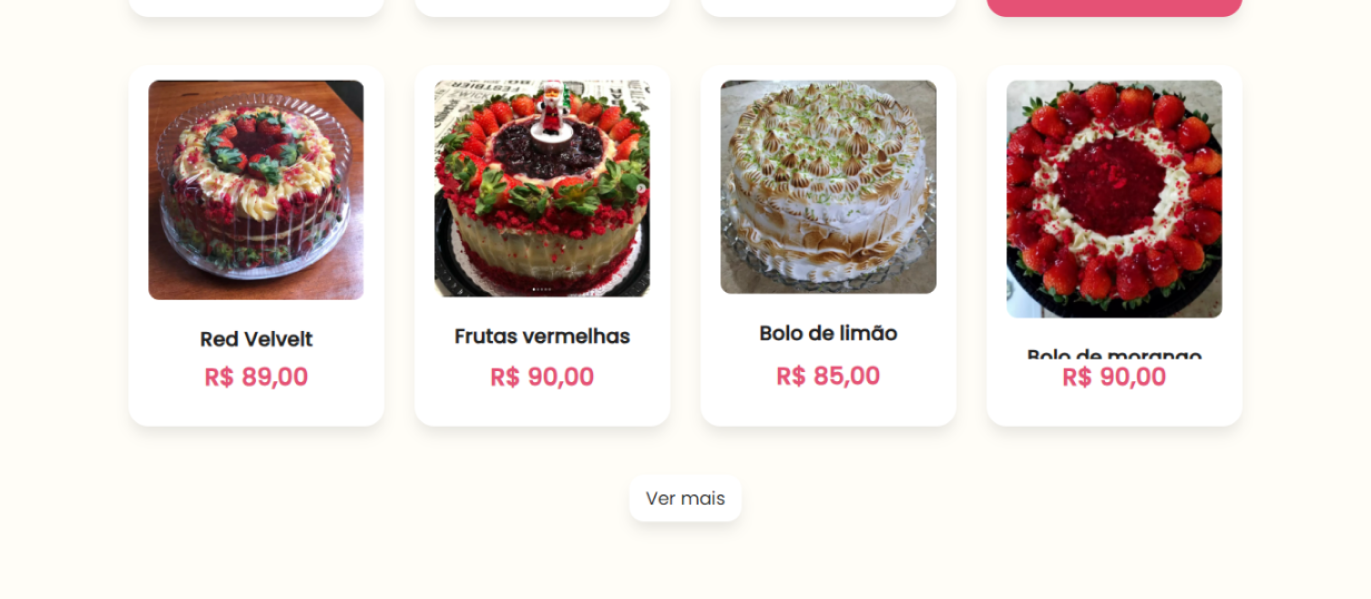 Red Velvelt
R$ 89,00
Frutas vermelhas
R$ 90,00
Bolo de limão
R$ 85,00
Bolo de morango
R$ 90,00
Ver mais